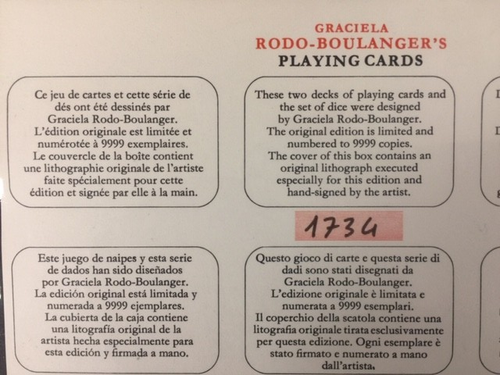 GRACIELA
RODO-BOULANGER'S
PLAYING CARDS
Ce jeu de cartes et cette série de
dés ont été dessinés par
Graciela Rodo-Boulanger.
L'édition originale est limitée et
numérotée à 9999 exemplaires.
Le couvercle de la boîte contient
une lithographie originale de l'artiste
faite spécialement pour cette
édition et signée par elle à la main.
These two decks of playing cards and
the set of dice were designed
by Graciela Rodo-Boulanger.
The original edition is limited and
numbered to 9999 copies.
The cover of this box contains an
original lithograph executed
especially for this edition and
hand-signed by the artist.
1734
Este juego de naipes y esta serie
de dados han sido diseñados
por Graciela Rodo-Boulanger.
La edición original está limitada y
numerada a 9999 ejemplares.
La cubierta de la caja contiene
una litografía original de la
artista hecha especialmente para
esta edición y firmada a mano.
Questo gioco di carte e questa serie di
dadi sono stati disegnati da
Graciela Rodo-Boulanger.
L'edizione originale è limitata e
numerata a 9999 esemplari.
Il coperchio della scatola contiene una
litografia originale tirata esclusivamente
per questa edizione. Ogni esemplare è
stato firmato e numerato a mano
dall'artista.